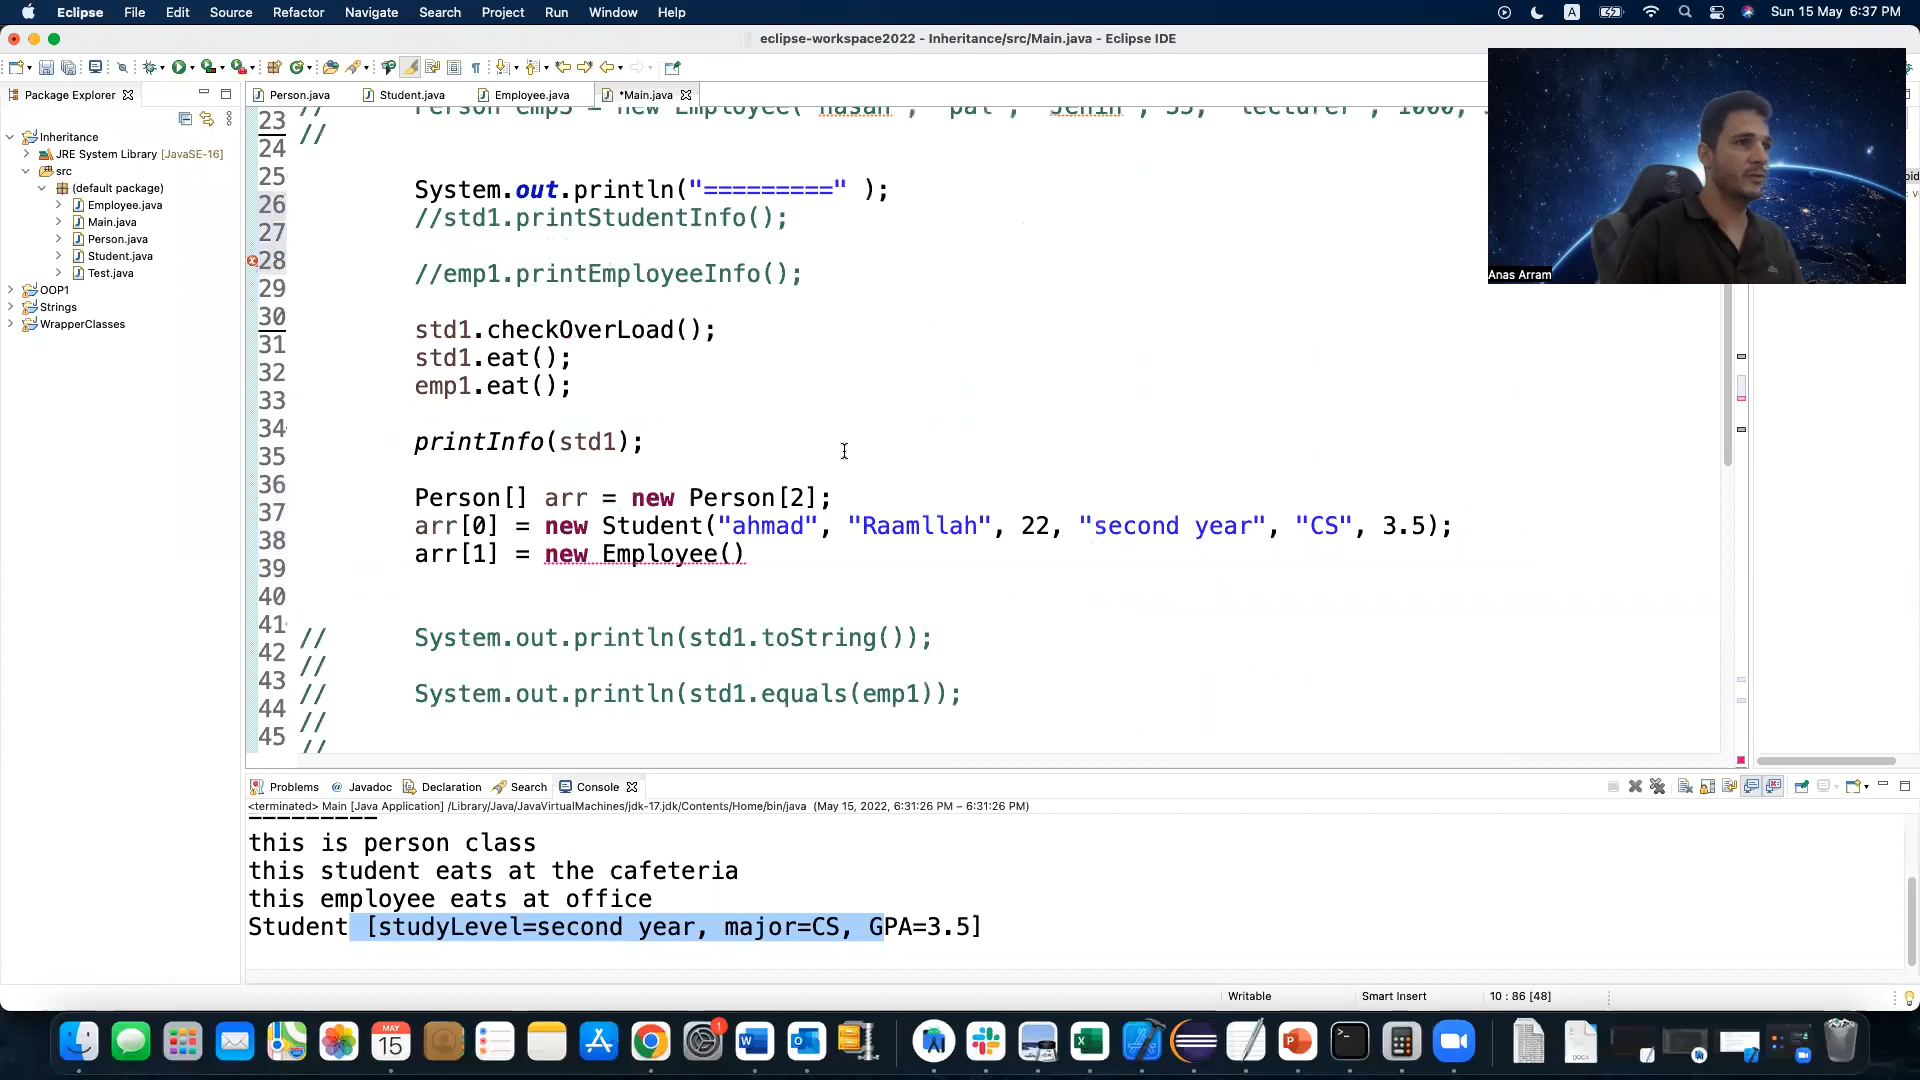 Eclipse File Edit Source Refactor Navigate Search Project Run Window Help A Sun 15 May 6:37 PM
eclipse-workspace2022 - Inheritance/src/Main.java - Eclipse IDE
Package Explorer
Person.java Student.java Employee.java *Main.java
Inheritance
JRE System Library [JavaSE-16]
src
(default package)
Employee.java
Main.java
Person.java
Student.java
Test.java
OOP1
Strings
WrapperClasses
23
24 //
25
26 System.out.println("=========" );
27 //std1.printStudentInfo();
28
29 //emp1.printEmployeeInfo();
30
31 std1.checkOverLoad();
32 std1.eat();
33 emp1.eat();
34
35 printInfo(std1);
36
37 Person[] arr = new Person[2];
38 arr[0] = new Student("ahmad", "Raamllah", 22, "second year", "CS", 3.5);
39 arr[1] = new Employee()
40
41
42 // System.out.println(std1.toString());
43 //
44 // System.out.println(std1.equals(emp1));
45 //
//
Anas Arram
Problems @ Javadoc Declaration Search Console
<terminated> Main [Java Application] /Library/Java/JavaVirtualMachines/jdk-17.jdk/Contents/Home/bin/java (May 15, 2022, 6:31:26 PM – 6:31:26 PM)
this is person class
this student eats at the cafeteria
this employee eats at office
Student [studyLevel=second year, major=CS, GPA=3.5]
Writable Smart Insert 10 : 86 [48]
MAY
15
1